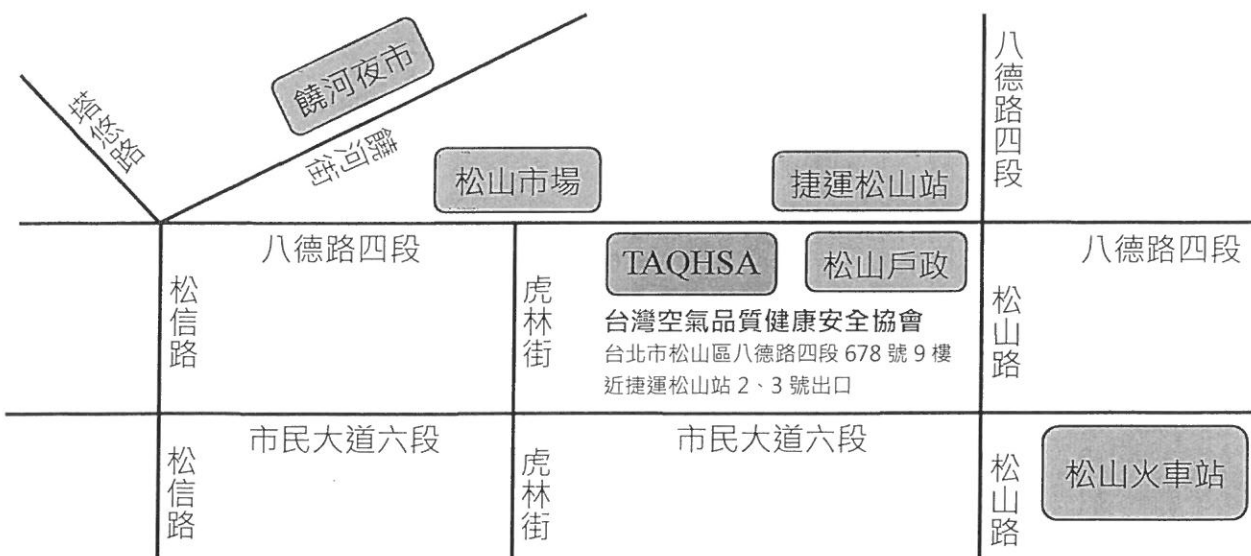 塔悠路
饒河夜市
饒河街
松山市場
捷運松山站
八德路四段
八德路四段
TAQHSA
松山戶政
八德路四段
松信路
虎林街
台灣空氣品質健康安全協會
台北市松山區八德路四段 678 號 9 樓
近捷運松山站 2、3 號出口
松山路
市民大道六段
市民大道六段
松信路
虎林街
松山路
松山火車站